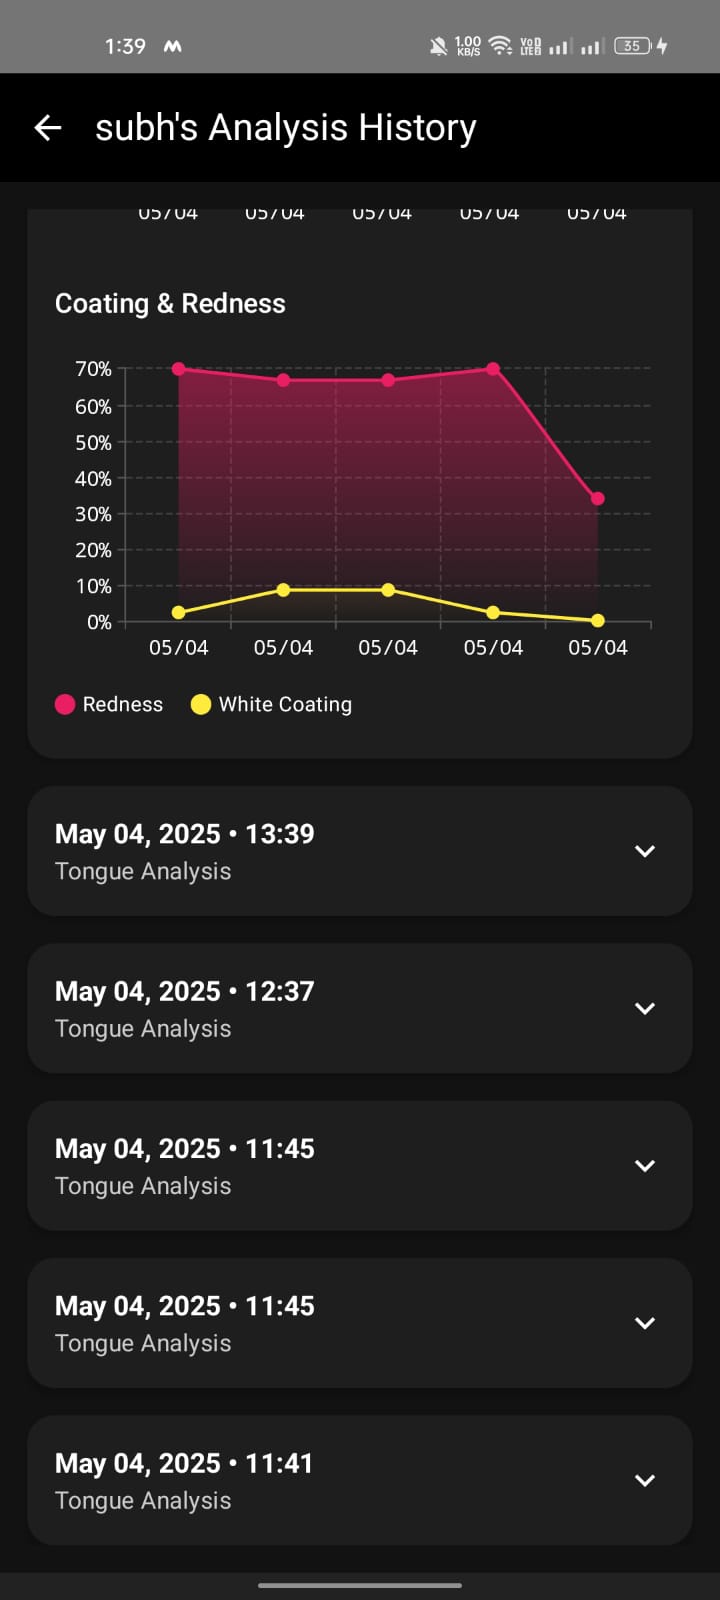 1:39 1.00 KB/S VoD LTE2 35
subh's Analysis History
05/04 05/04 05/04 05/04 05/04
Coating & Redness
70%
60%
50%
40%
30%
20%
10%
0%
05/04 05/04 05/04 05/04 05/04
Redness White Coating
May 04, 2025 • 13:39
Tongue Analysis
May 04, 2025 • 12:37
Tongue Analysis
May 04, 2025 • 11:45
Tongue Analysis
May 04, 2025 • 11:45
Tongue Analysis
May 04, 2025 • 11:41
Tongue Analysis